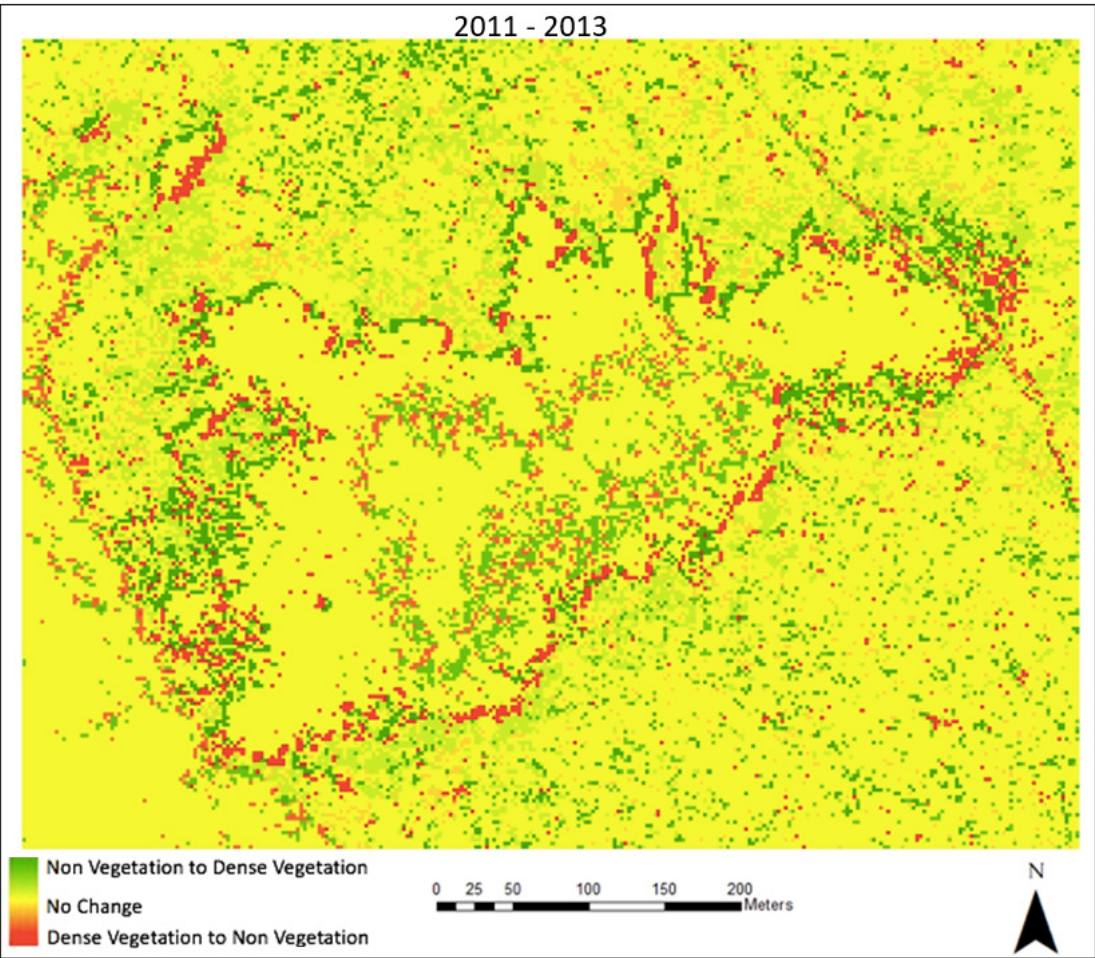 2011 - 2013
Non Vegetation to Dense Vegetation
No Change
Dense Vegetation to Non Vegetation
0 25 50 100 150 200
Meters
N